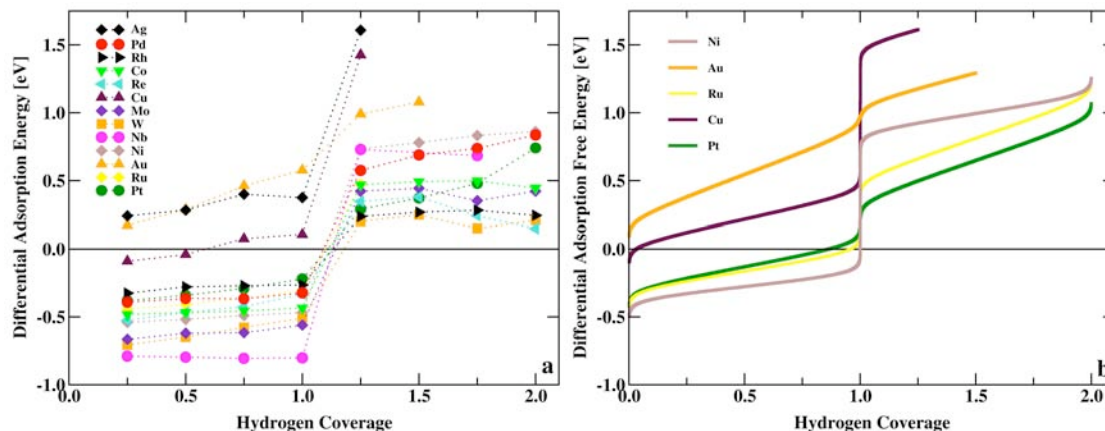 Differential Adsorption Energy [eV]
1.5
1.0
0.5
0.0
-0.5
-1.0
Ag
Pd
Rh
Co
Re
Cu
Mo
W
Nb
Ni
Au
Ru
Pt
a
0.0
0.5
1.0
1.5
2.0
Hydrogen Coverage
Differential Adsorption Free Energy [eV]
1.5
1.0
0.5
0.0
-0.5
-1.0
Ni
Au
Ru
Cu
Pt
b
0.0
0.5
1.0
1.5
2.0
Hydrogen Coverage